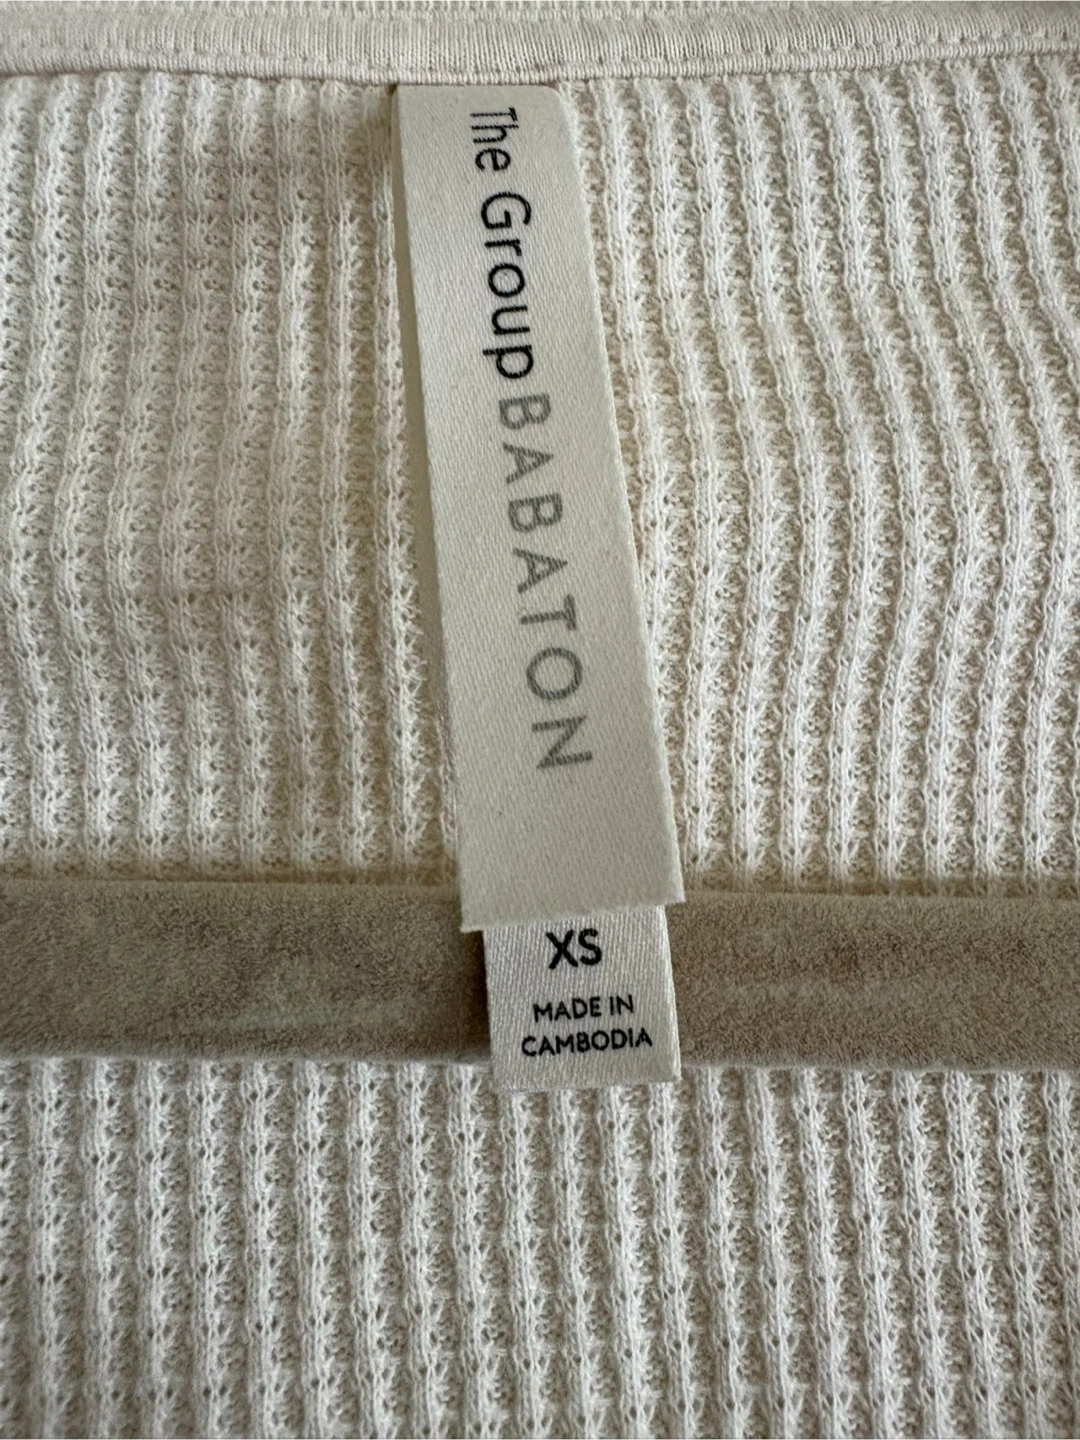 The Group BABATON
XS
MADE IN
CAMBODIA